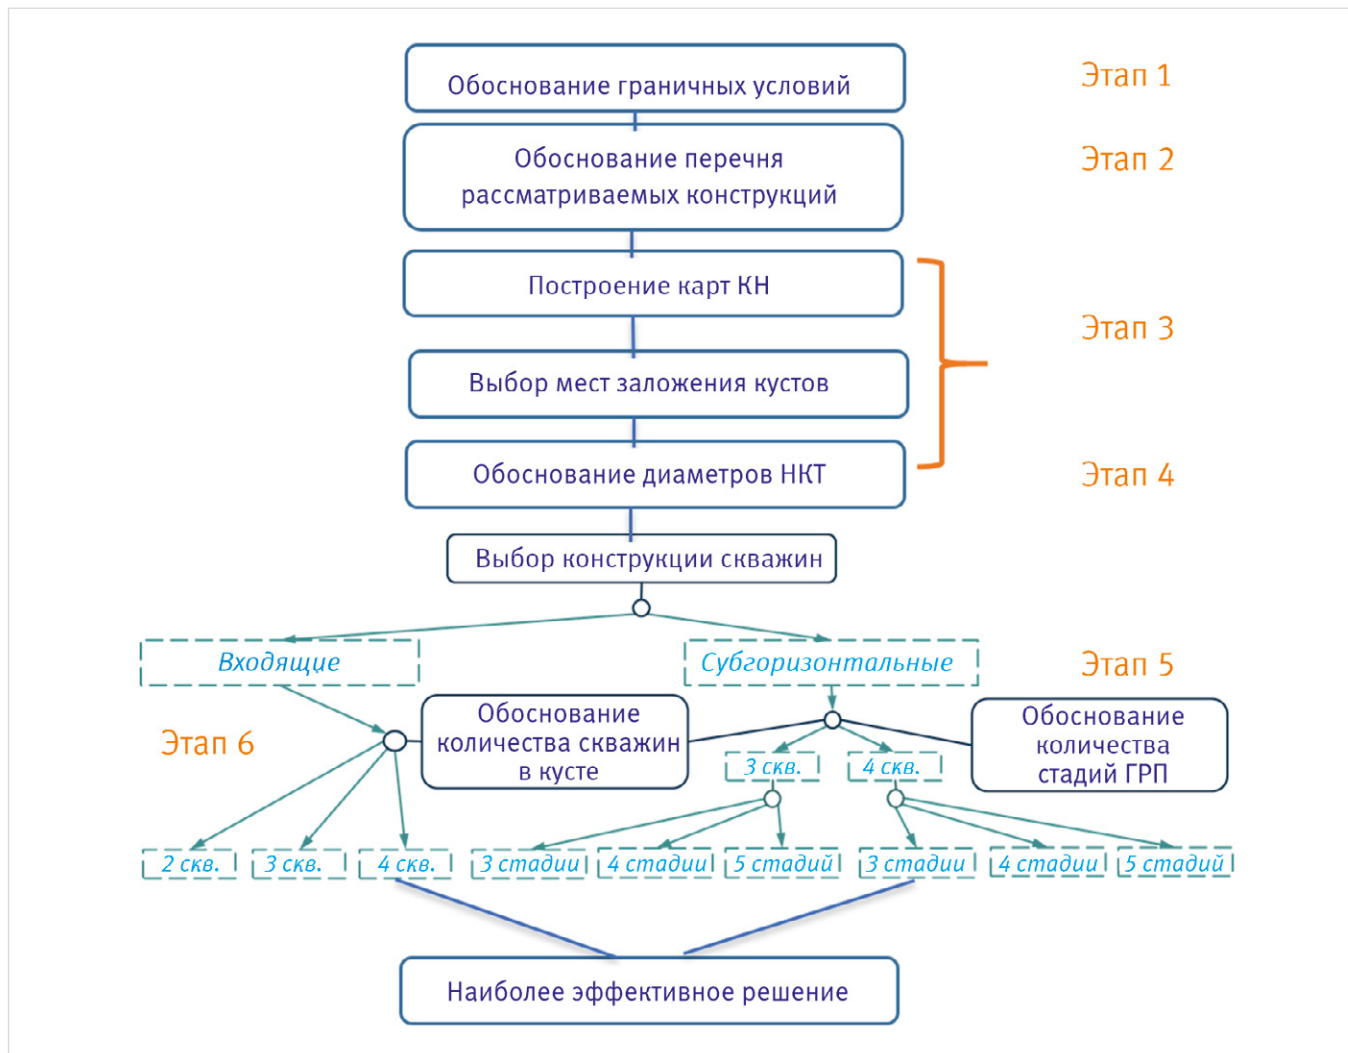 Обоснование граничных условий
Этап 1
Обоснование перечня
рассматриваемых конструкций
Этап 2
Построение карт КН
Этап 3
Выбор мест заложения кустов
Обоснование диаметров НКТ
Этап 4
Выбор конструкции скважин
Входящие
Субгоризонтальные
Этап 5
Этап 6
Обоснование
количества скважин
в кусте
Обоснование
количества
стадий ГРП
3 скв.
4 скв.
2 скв.
3 скв.
4 скв.
3 стадии
4 стадии
5 стадий
3 стадии
4 стадии
5 стадий
Наиболее эффективное решение